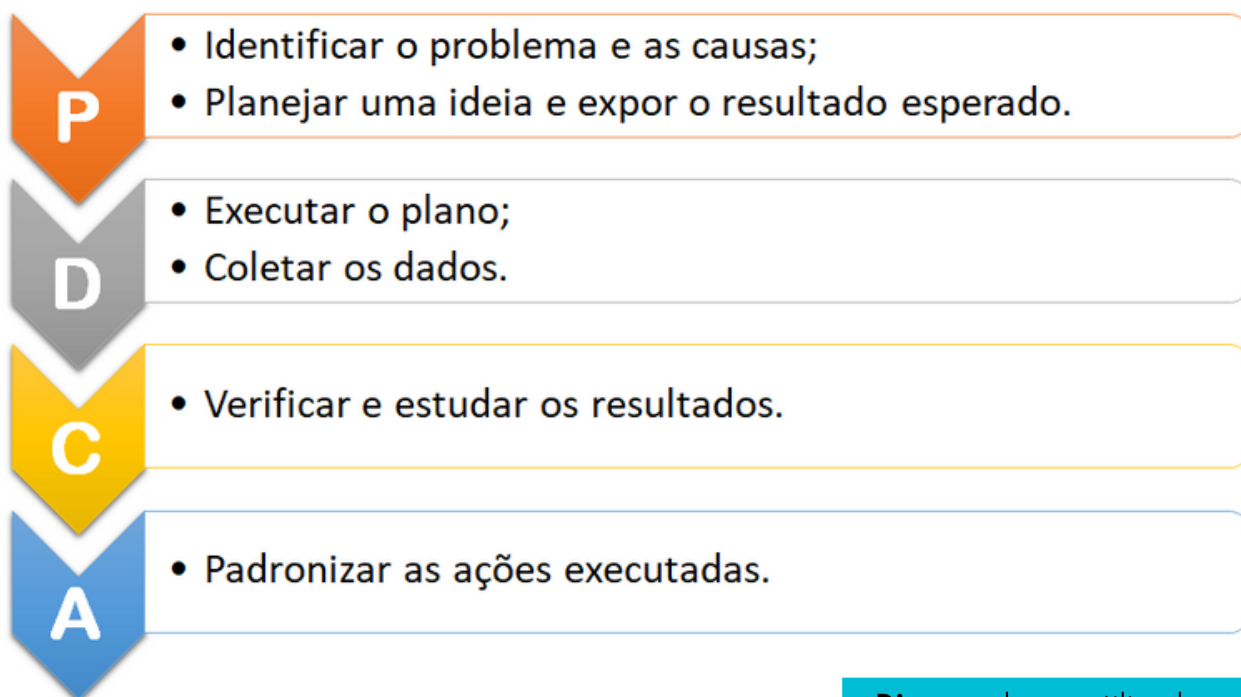 P
• Identificar o problema e as causas;
• Planejar uma ideia e expor o resultado esperado.
D
• Executar o plano;
• Coletar os dados.
C
• Verificar e estudar os resultados.
A
• Padronizar as ações executadas.